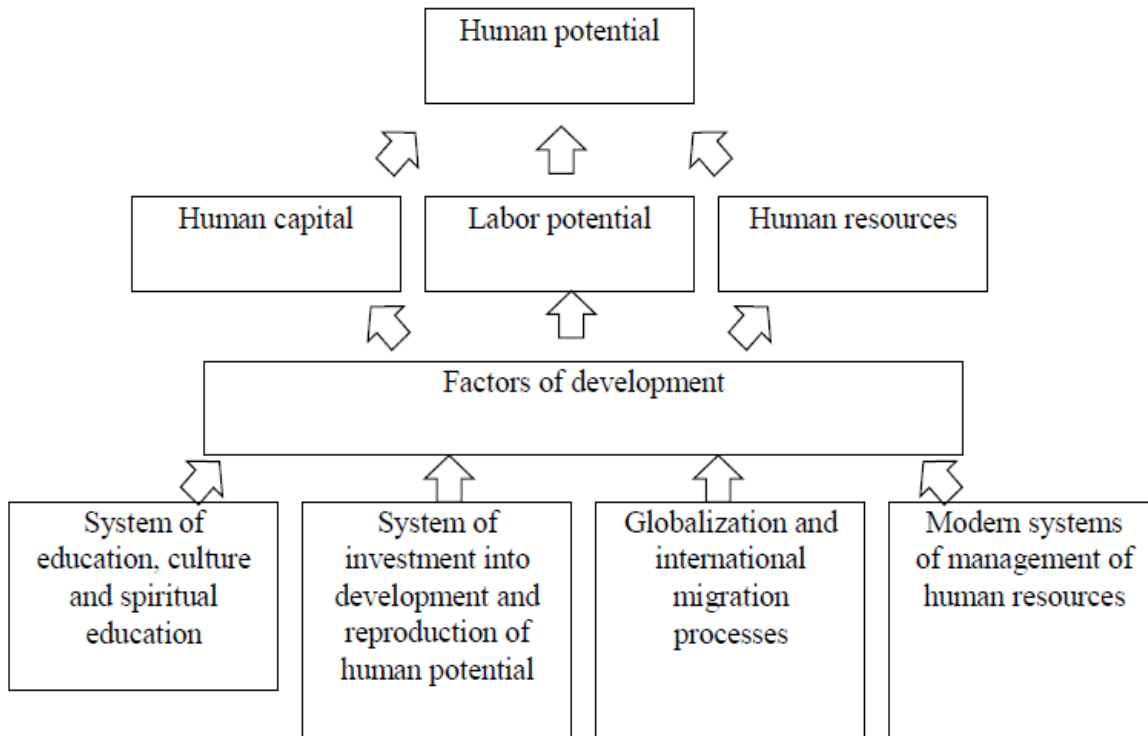 Human potential
Human capital
Labor potential
Human resources
Factors of development
System of
education, culture
and spiritual
education
System of
investment into
development and
reproduction of
human potential
Globalization and
international
migration
processes
Modern systems
of management of
human resources